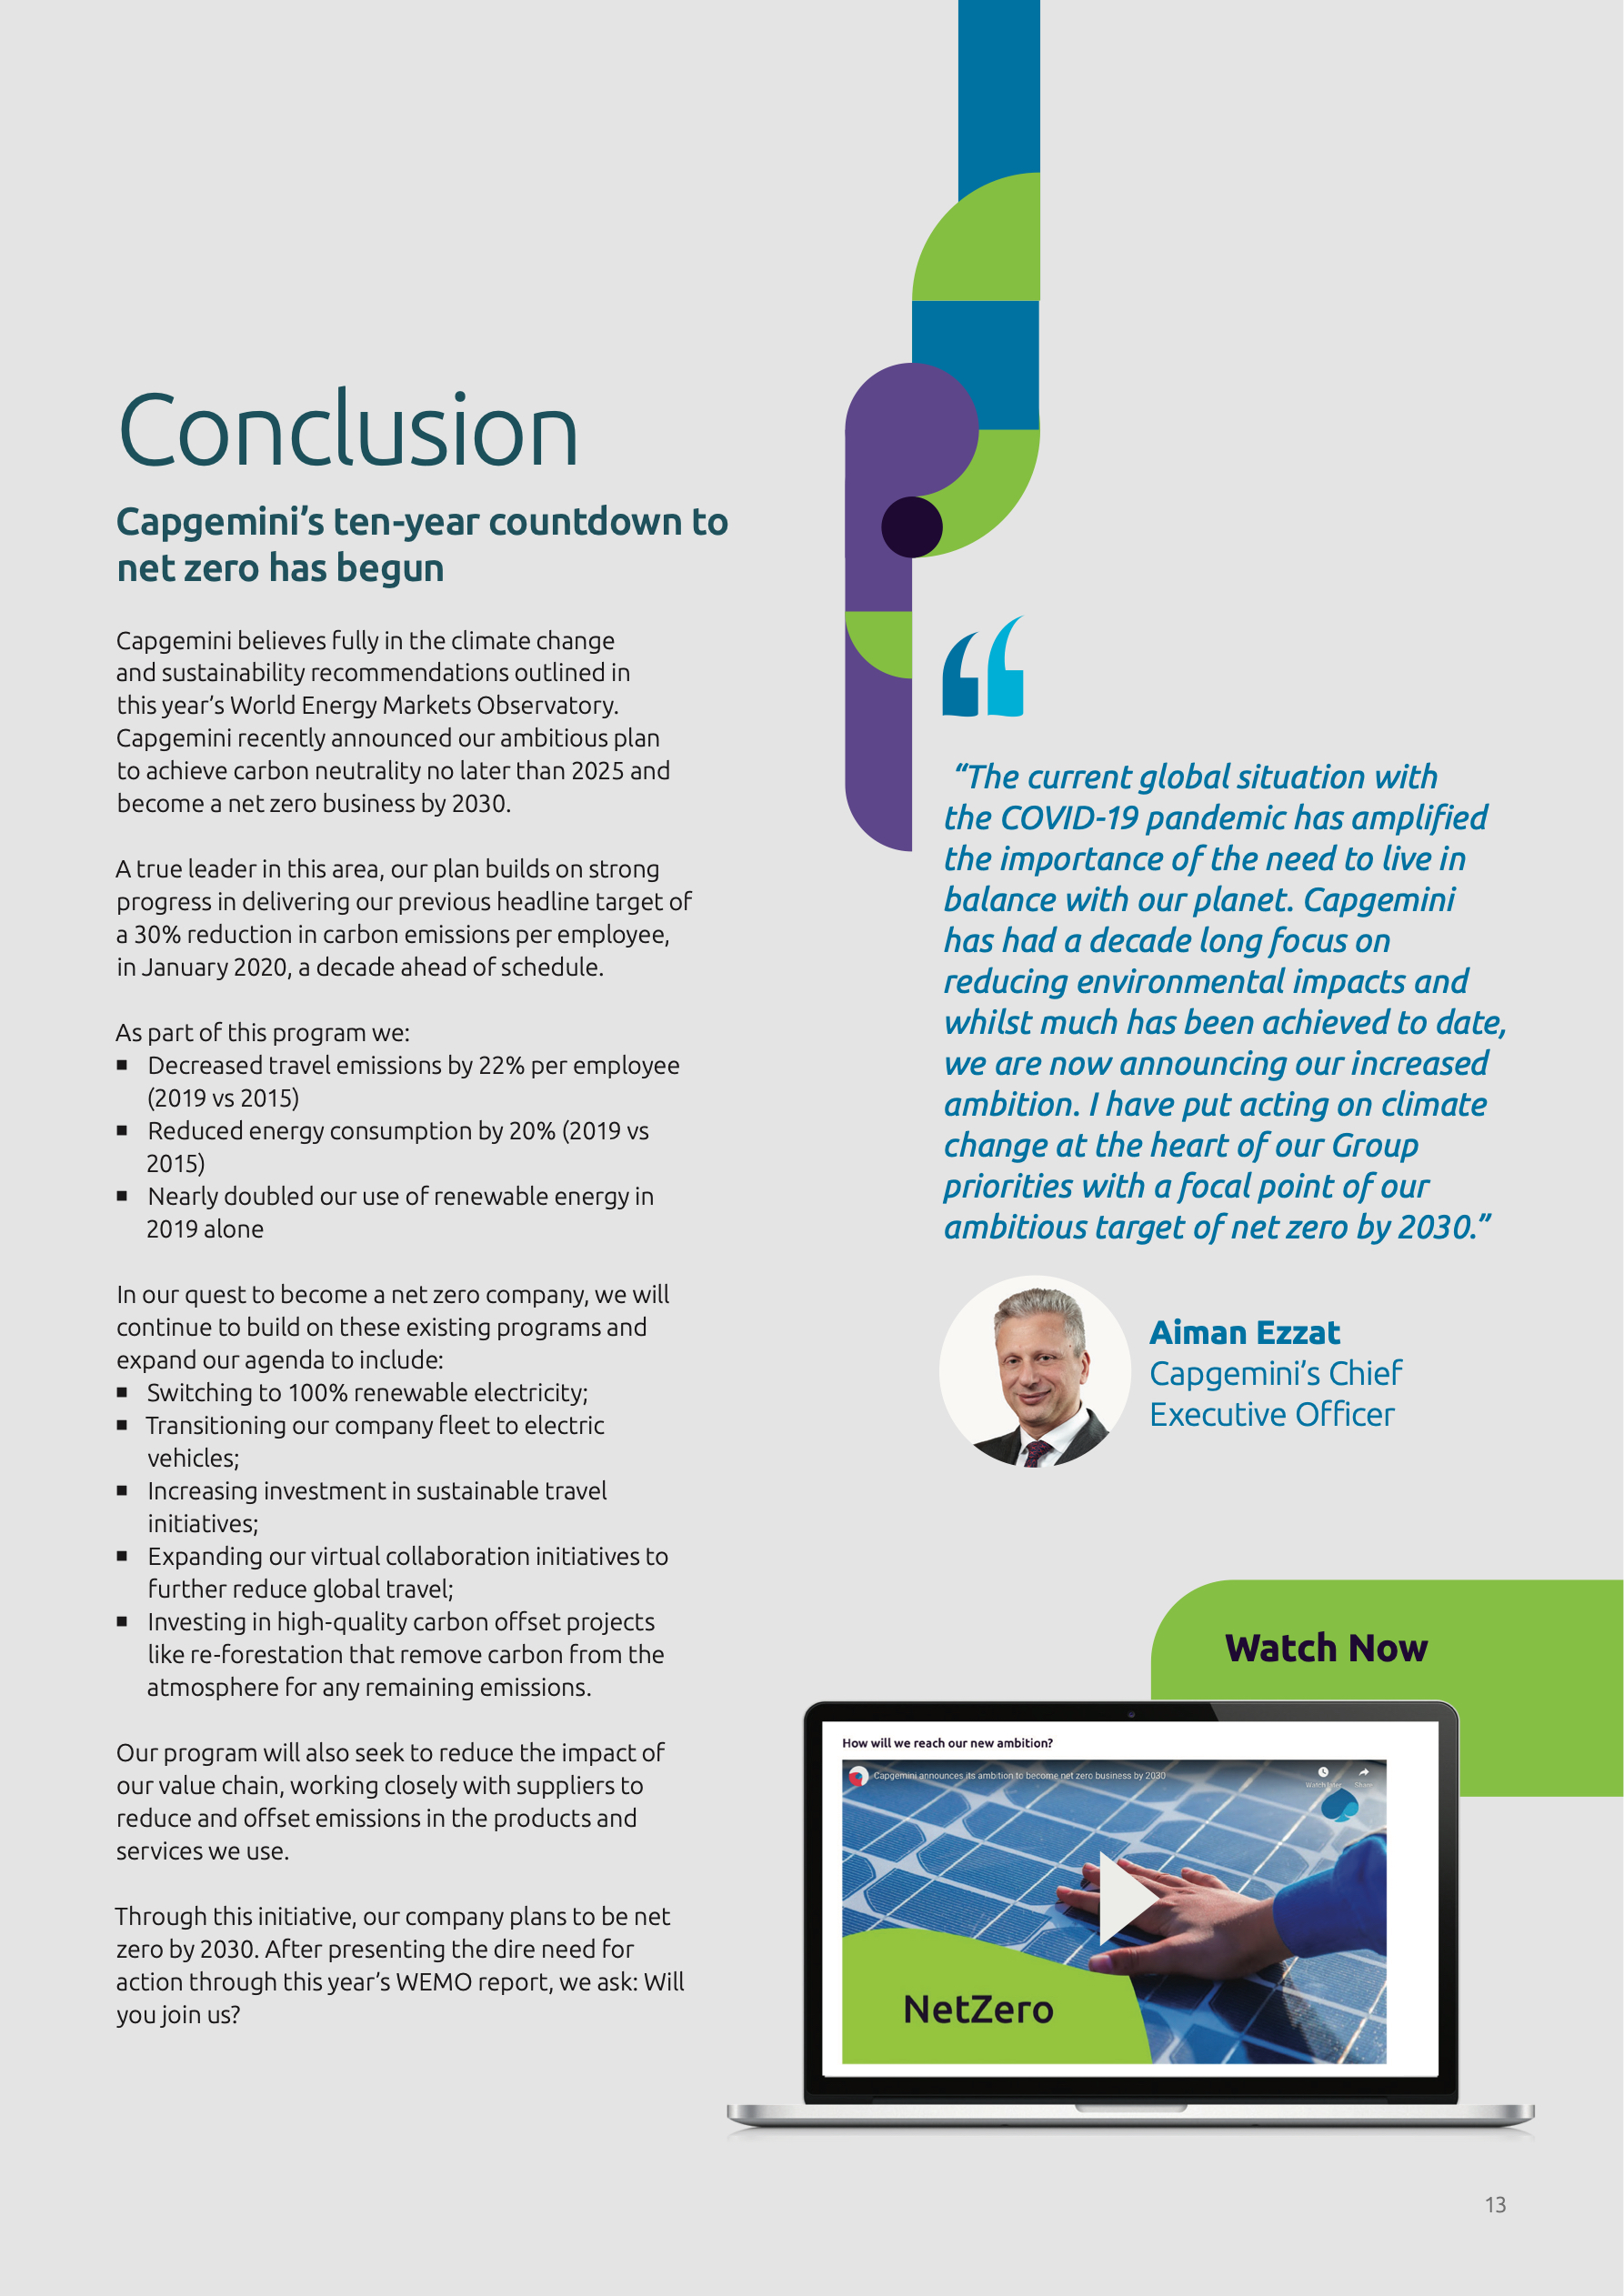 Conclusion
Capgemini’s ten-year countdown to
net zero has begun
Capgemini believes fully in the climate change
and sustainability recommendations outlined in
this year’s World Energy Markets Observatory.
Capgemini recently announced our ambitious plan
to achieve carbon neutrality no later than 2025 and
become a net zero business by 2030.
A true leader in this area, our plan builds on strong
progress in delivering our previous headline target of
a 30% reduction in carbon emissions per employee,
in January 2020, a decade ahead of schedule.
As part of this program we:
■ Decreased travel emissions by 22% per employee
(2019 vs 2015)
■ Reduced energy consumption by 20% (2019 vs
2015)
■ Nearly doubled our use of renewable energy in
2019 alone
In our quest to become a net zero company, we will
continue to build on these existing programs and
expand our agenda to include:
■ Switching to 100% renewable electricity;
■ Transitioning our company fleet to electric
vehicles;
■ Increasing investment in sustainable travel
initiatives;
■ Expanding our virtual collaboration initiatives to
further reduce global travel;
■ Investing in high-quality carbon offset projects
like re-forestation that remove carbon from the
atmosphere for any remaining emissions.
Our program will also seek to reduce the impact of
our value chain, working closely with suppliers to
reduce and offset emissions in the products and
services we use.
Through this initiative, our company plans to be net
zero by 2030. After presenting the dire need for
action through this year’s WEMO report, we ask: Will
you join us?
“The current global situation with
the COVID-19 pandemic has amplified
the importance of the need to live in
balance with our planet. Capgemini
has had a decade long focus on
reducing environmental impacts and
whilst much has been achieved to date,
we are now announcing our increased
ambition. I have put acting on climate
change at the heart of our Group
priorities with a focal point of our
ambitious target of net zero by 2030.”
Aiman Ezzat
Capgemini’s Chief
Executive Officer
Watch Now
How will we reach our new ambition?
Capgemini announces its ambition to become net zero business by 2030
Watch later Share
NetZero
13